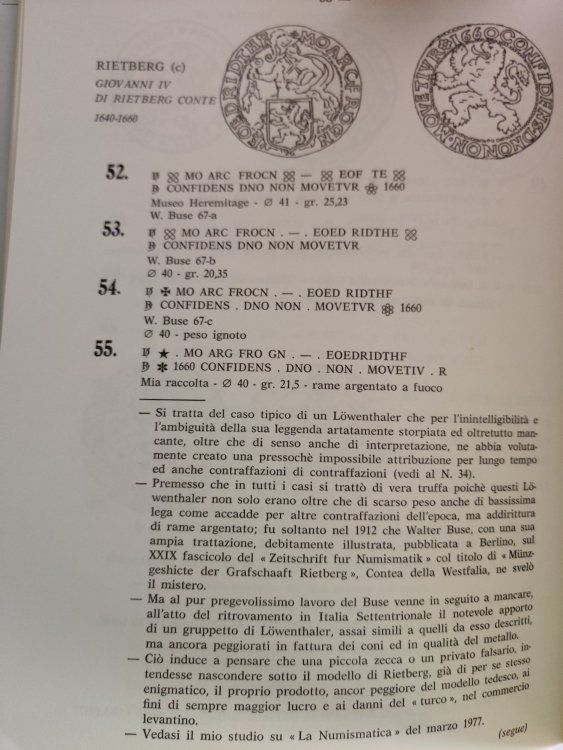 RIETBERG (c)
GIOVANNI IV
DI RIETBERG CONTE
1640-1660
52. MO ARC FROCN — EOF TE
CONFIDENS DNO NON MOVETVR 1660
Museo Heremitage - Ø 41 - gr. 25,23
W. Buse 67-a
53. MO ARC FROCN . — . EOED RIDTHE
CONFIDENS DNO NON MOVETVR
W. Buse 67-b
Ø 40 - gr. 20,35
54. ✠ MO ARC FROCN . — . EOED RIDTHF
CONFIDENS . DNO NON . MOVETVR 1660
W. Buse 67-c
Ø 40 - peso ignoto
55. ★ . MO ARG FRO GN . — . EOEDRIDTHF
✽ 1660 CONFIDENS . DNO . NON . MOVETIV . R
Mia raccolta - Ø 40 - gr. 21,5 - rame argentato a fuoco
— Si tratta del caso tipico di un Löwenthaler che per l'inintelligibilità e
l'ambiguità della sua leggenda artatamente storpiata ed oltretutto man-
cante, oltre che di senso anche di interpretazione, ne abbia voluta-
mente creato una pressochè impossibile attribuzione per lungo tempo
ed anche contraffazioni di contraffazioni (vedi al N. 34).
— Premesso che in tutti i casi si trattò di vera truffa poichè questi Lö-
wenthaler non solo erano oltre che di scarso peso anche di bassissima
lega come accadde per altre contraffazioni dell'epoca, ma addirittura
di rame argentato; fu soltanto nel 1912 che Walter Buse, con una sua
ampia trattazione, debitamente illustrata, pubblicata a Berlino, sul
XXIX fascicolo del « Zeitschrift fur Numismatik » col titolo di « Münz-
geshicte der Grafschaaft Rietberg », Contea della Westfalia, ne svelò
il mistero.
— Ma al pur pregevolissimo lavoro del Buse venne in seguito a mancare,
all'atto del ritrovamento in Italia Settentrionale il notevole apporto
di un gruppetto di Löwenthaler, assai simili a quelli da esso descritti,
ma ancora peggiorati in fattura dei coni ed in qualità del metallo.
— Ciò induce a pensare che una piccola zecca o un privato falsario, in-
tendesse nascondere sotto il modello di Rietberg, già di per se stesso
enigmatico, il proprio prodotto, ancor peggiore del modello tedesco, ai
fini di sempre maggior lucro e ai danni del « turco », nel commercio
levantino.
— Vedasi il mio studio su « La Numismatica » del marzo 1977.
(segue)